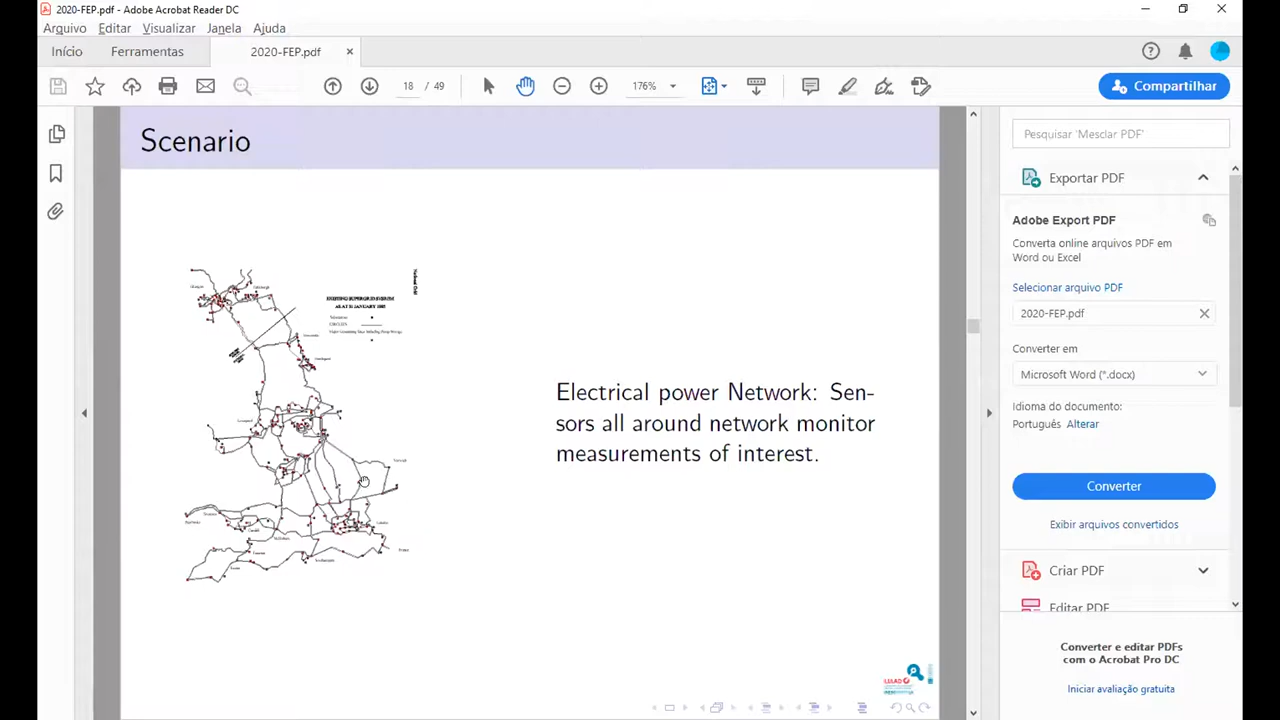 2020-FEP.pdf - Adobe Acrobat Reader DC
Arquivo Editar Visualizar Janela Ajuda
Início Ferramentas 2020-FEP.pdf
18 / 49 176% Compartilhar
Scenario
Pesquisar 'Mesclar PDF'
Exportar PDF
Adobe Export PDF
Converta online arquivos PDF em
Word ou Excel
Selecionar arquivo PDF
2020-FEP.pdf
Converter em
Microsoft Word (*.docx)
Idioma do documento:
Português Alterar
Converter
Exibir arquivos convertidos
Criar PDF
Editar PDF
Converter e editar PDFs
com o Acrobat Pro DC
Iniciar avaliação gratuita
Electrical power Network: Sen-
sors all around network monitor
measurements of interest.